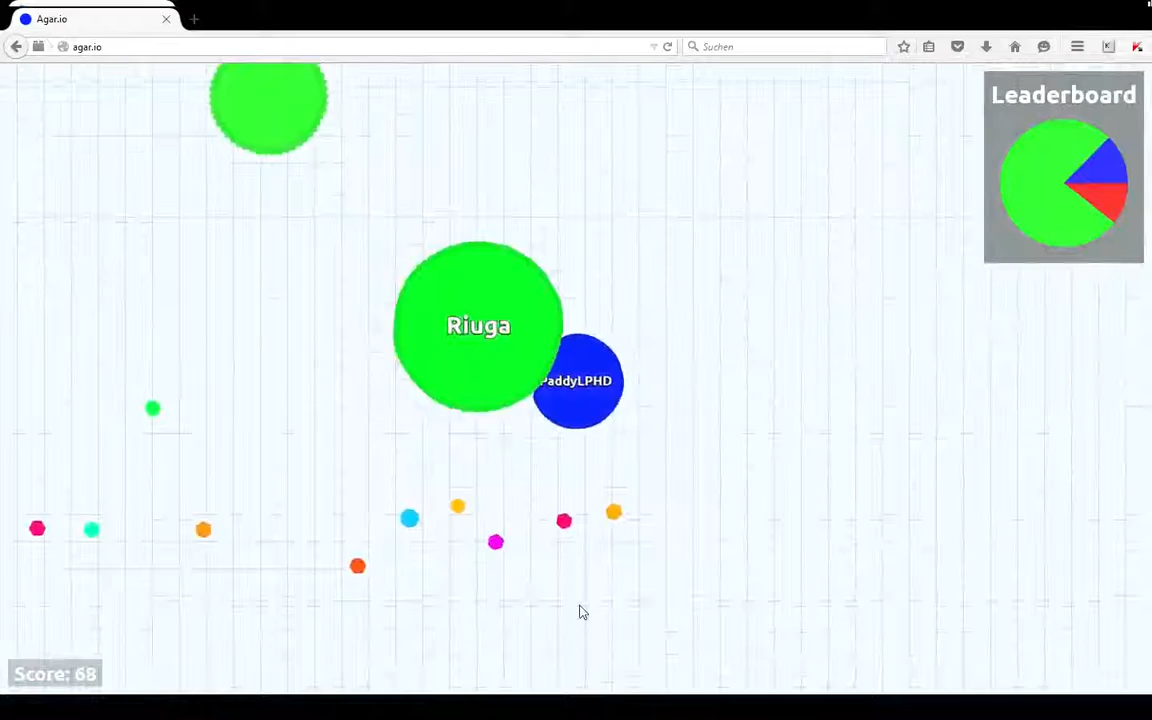 Agar.io
agar.io
Suchen
Leaderboard
Riuga
PaddyLPHD
Score: 68